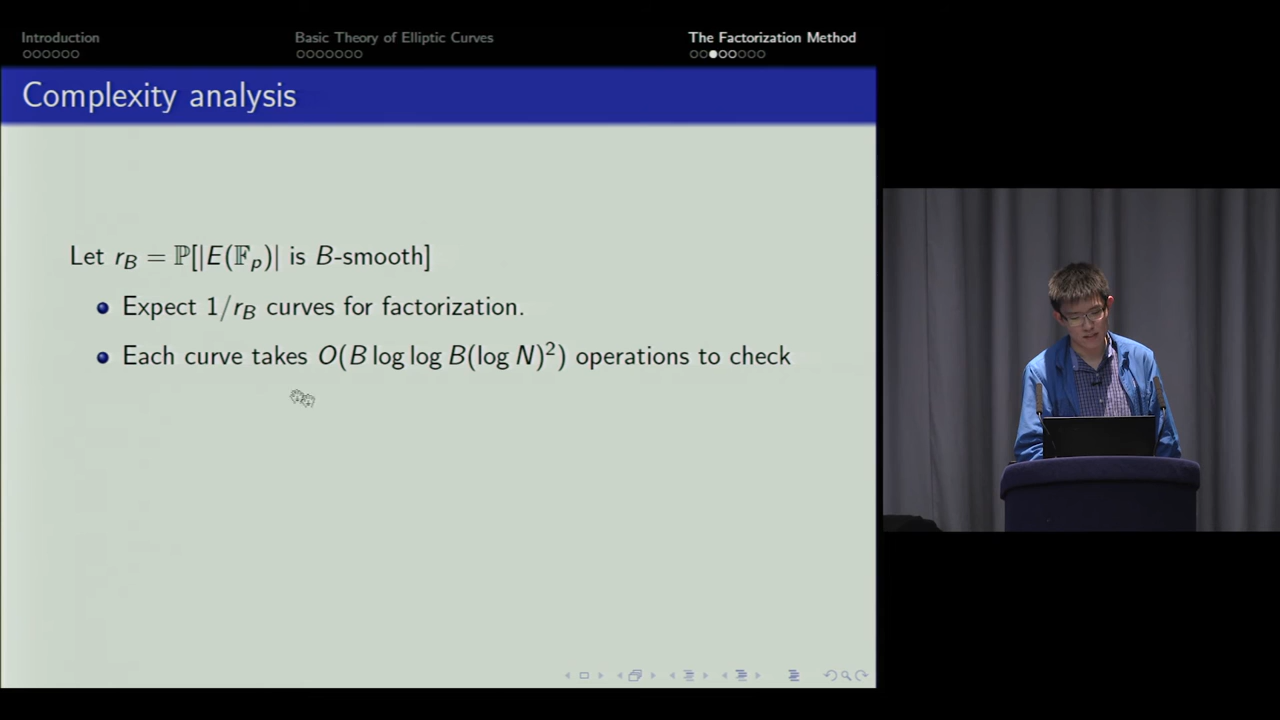 Introduction
Basic Theory of Elliptic Curves
The Factorization Method
Complexity analysis
Let r_B = ℙ[|E(𝔽_p)| is B-smooth]
Expect 1/r_B curves for factorization.
Each curve takes O(B log log B(log N)²) operations to check